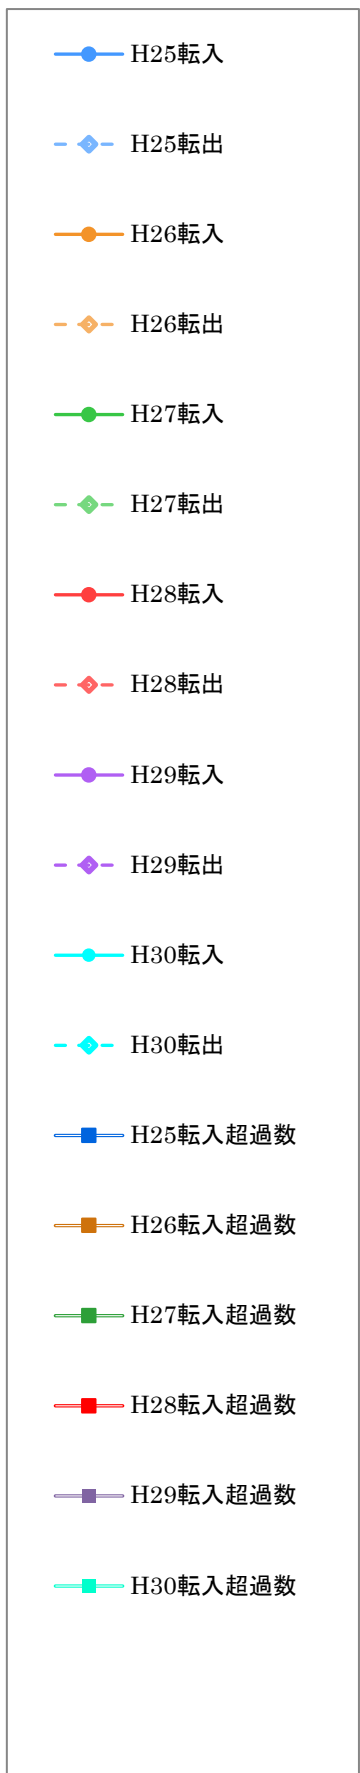 H25転入
H25転出
H26転入
H26転出
H27転入
H27転出
H28転入
H28転出
H29転入
H29転出
H30転入
H30転出
H25転入超過数
H26転入超過数
H27転入超過数
H28転入超過数
H29転入超過数
H30転入超過数